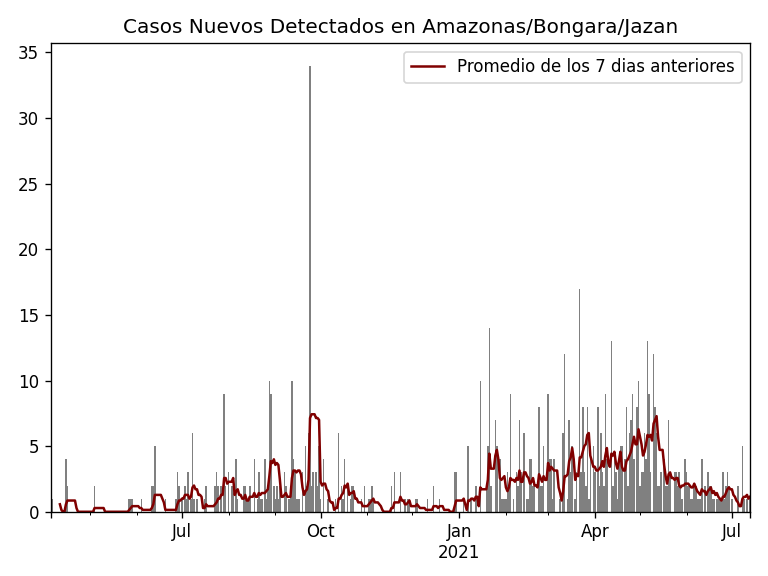 Casos Nuevos Detectados en Amazonas/Bongara/Jazan
Promedio de los 7 dias anteriores
35
30
25
20
15
10
5
0
Jul
Oct
Jan
2021
Apr
Jul